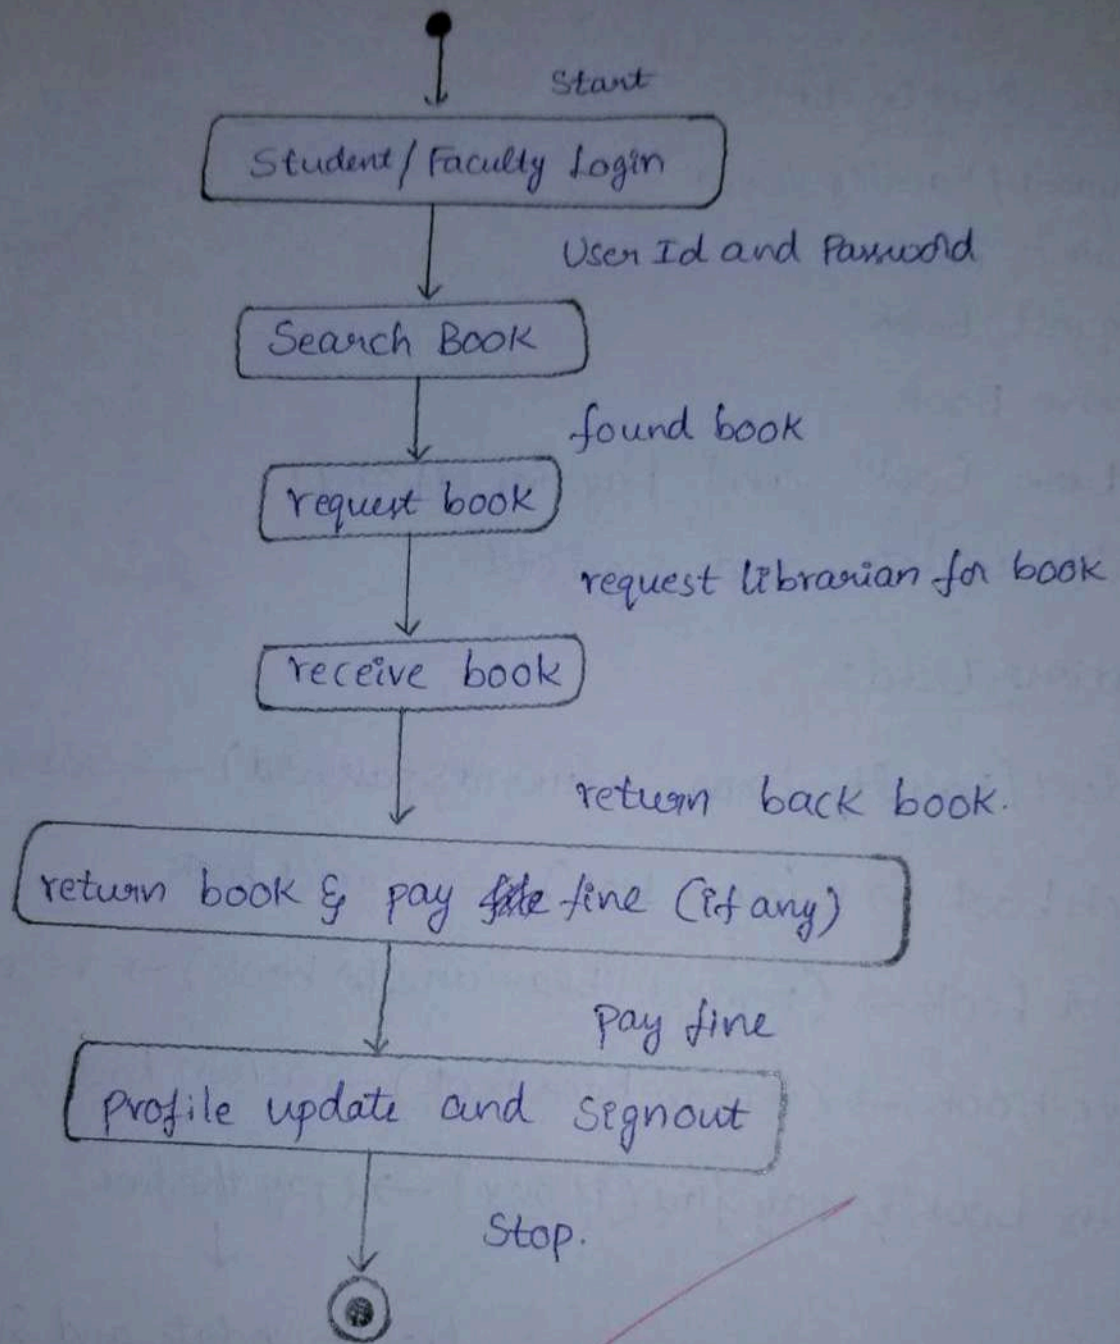 Start
Student/Faculty Login
User Id and Password
Search Book
found book
request book
request librarian for book
receive book
return back book.
return book & pay fine (if any)
pay fine
Profile update and Signout
Stop.